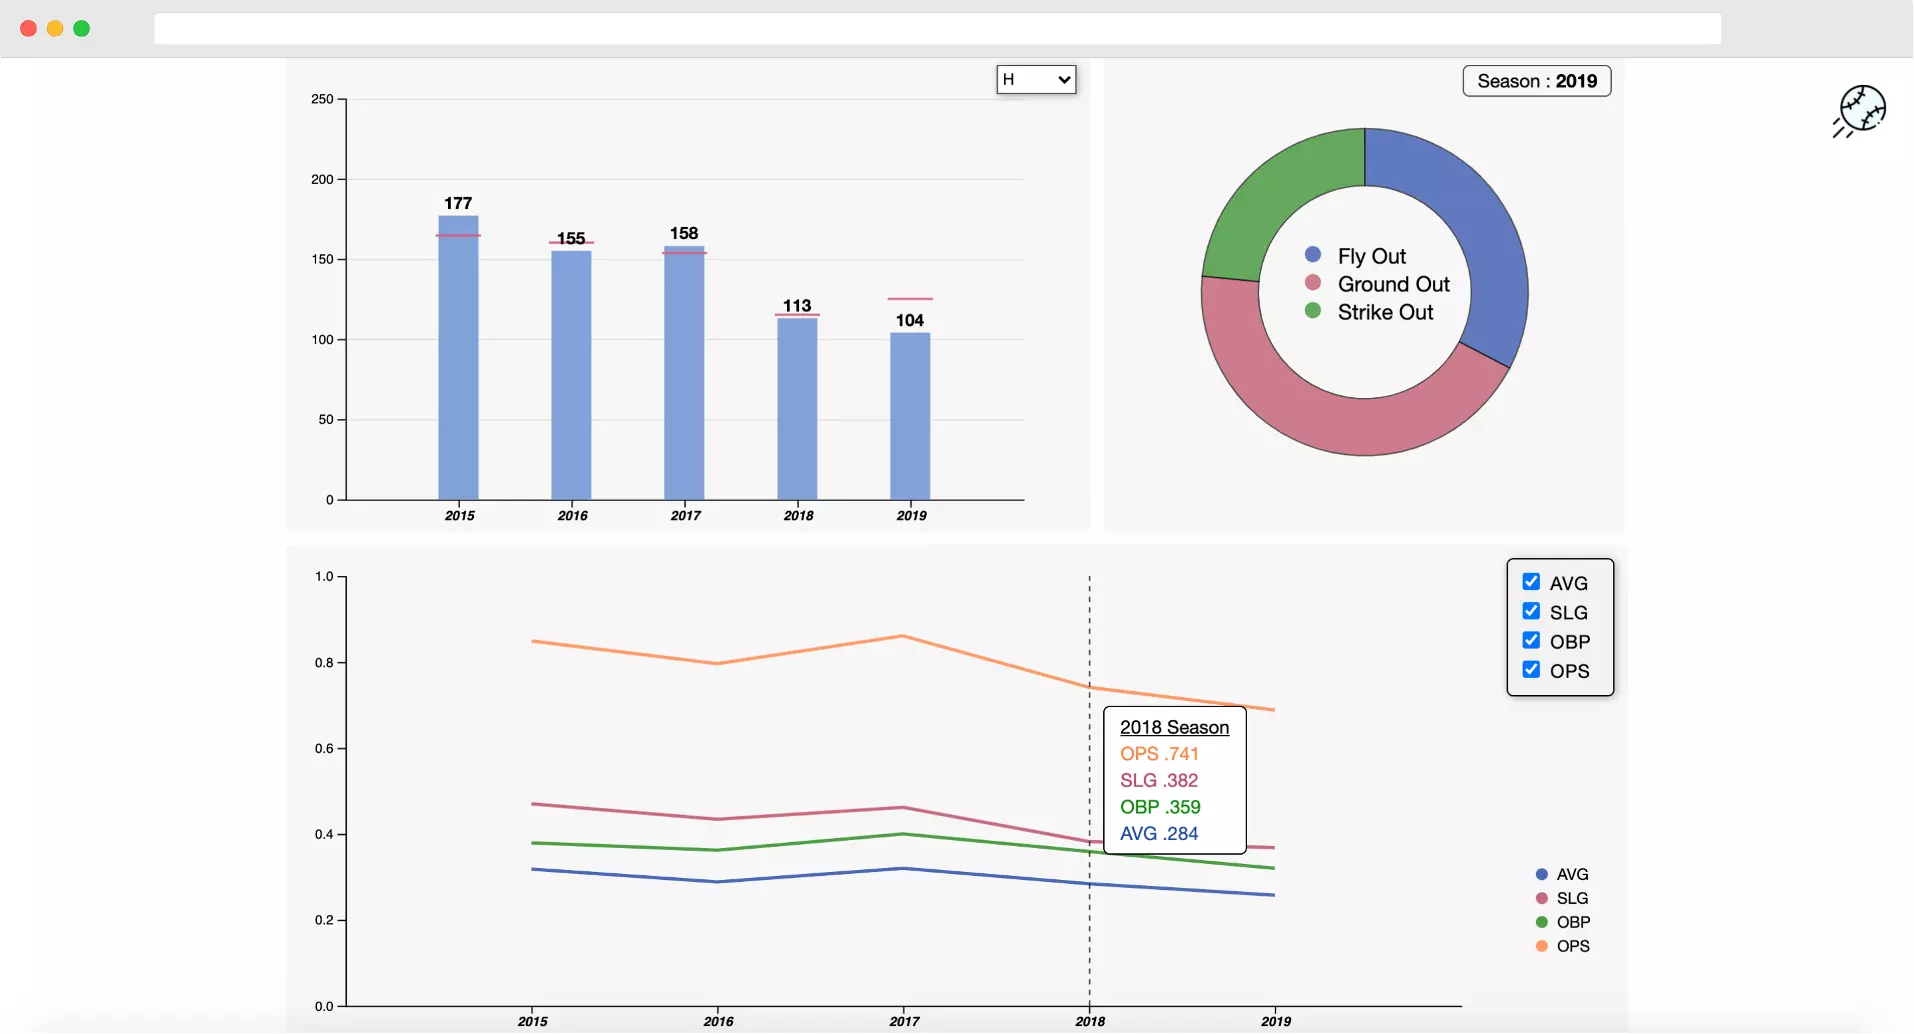 H
Season : 2019
250
200
150
100
50
0
177
155
158
113
104
2015 2016 2017 2018 2019
Fly Out
Ground Out
Strike Out
1.0
0.8
0.6
0.4
0.2
0.0
AVG
SLG
OBP
OPS
2018 Season
OPS .741
SLG .382
OBP .359
AVG .284
AVG
SLG
OBP
OPS
2015 2016 2017 2018 2019